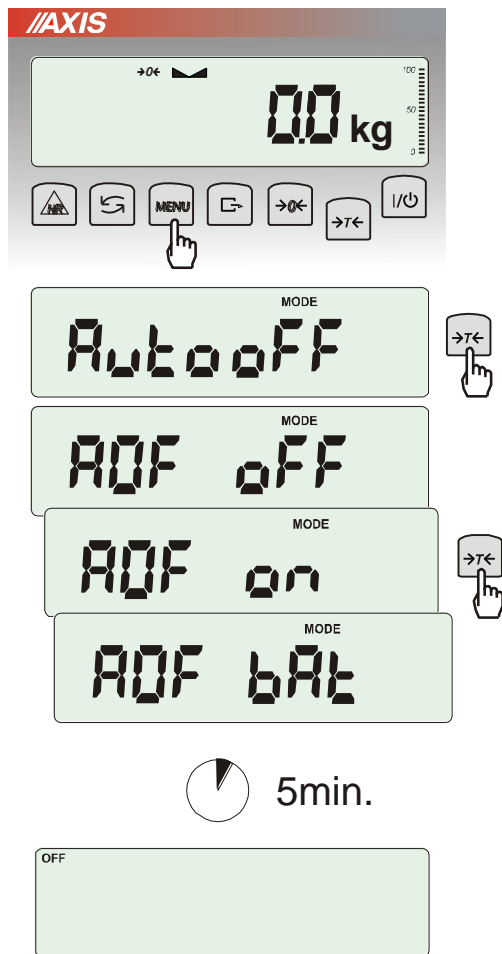 AXIS
→0←
100
0.0 kg
50
0
HR
MENU
→0←
→T←
I/⏻
MODE
AutooFF
→T←
MODE
AOF oFF
MODE
AOF on
→T←
MODE
AOF bAt
5min.
OFF